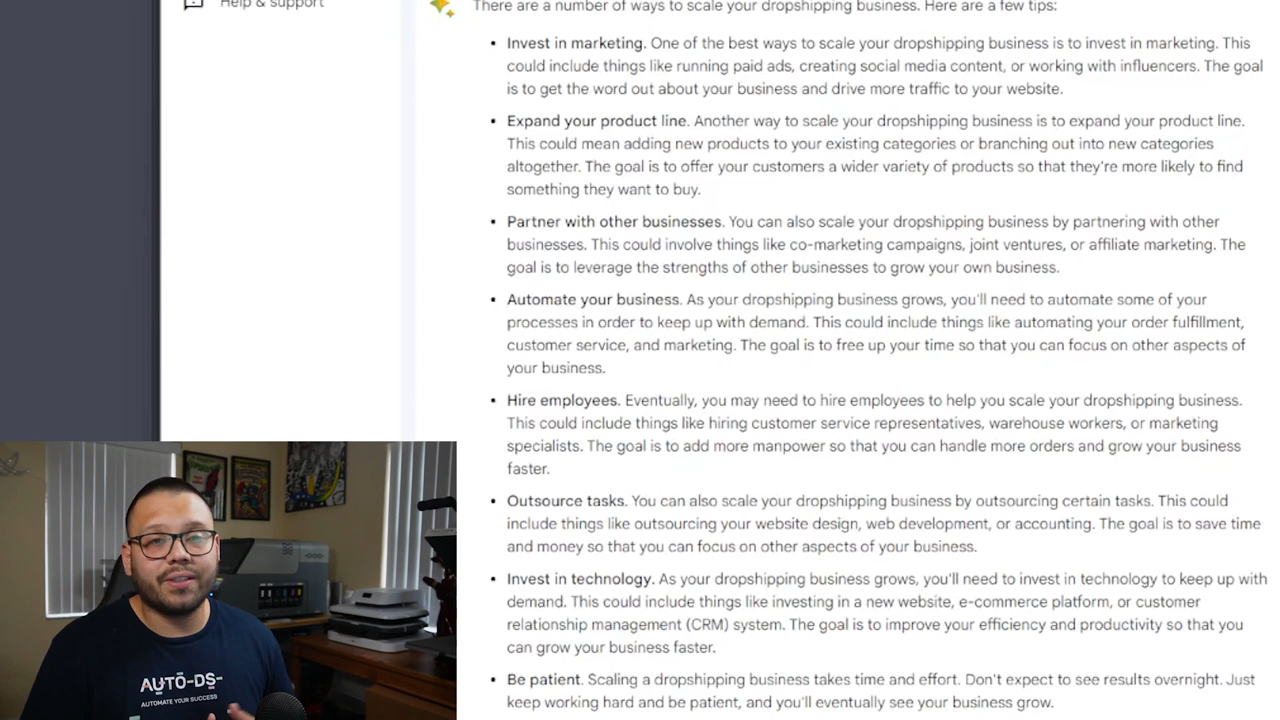 Help & support
There are a number of ways to scale your dropshipping business. Here are a few tips:
• Invest in marketing. One of the best ways to scale your dropshipping business is to invest in marketing. This
could include things like running paid ads, creating social media content, or working with influencers. The goal
is to get the word out about your business and drive more traffic to your website.
• Expand your product line. Another way to scale your dropshipping business is to expand your product line.
This could mean adding new products to your existing categories or branching out into new categories
altogether. The goal is to offer your customers a wider variety of products so that they're more likely to find
something they want to buy.
• Partner with other businesses. You can also scale your dropshipping business by partnering with other
businesses. This could involve things like co-marketing campaigns, joint ventures, or affiliate marketing. The
goal is to leverage the strengths of other businesses to grow your own business.
• Automate your business. As your dropshipping business grows, you'll need to automate some of your
processes in order to keep up with demand. This could include things like automating your order fulfillment,
customer service, and marketing. The goal is to free up your time so that you can focus on other aspects of
your business.
• Hire employees. Eventually, you may need to hire employees to help you scale your dropshipping business.
This could include things like hiring customer service representatives, warehouse workers, or marketing
specialists. The goal is to add more manpower so that you can handle more orders and grow your business
faster.
• Outsource tasks. You can also scale your dropshipping business by outsourcing certain tasks. This could
include things like outsourcing your website design, web development, or accounting. The goal is to save time
and money so that you can focus on other aspects of your business.
• Invest in technology. As your dropshipping business grows, you'll need to invest in technology to keep up with
demand. This could include things like investing in a new website, e-commerce platform, or customer
relationship management (CRM) system. The goal is to improve your efficiency and productivity so that you
can grow your business faster.
• Be patient. Scaling a dropshipping business takes time and effort. Don't expect to see results overnight. Just
keep working hard and be patient, and you'll eventually see your business grow.
AUTO-DS-
AUTOMATE YOUR SUCCESS